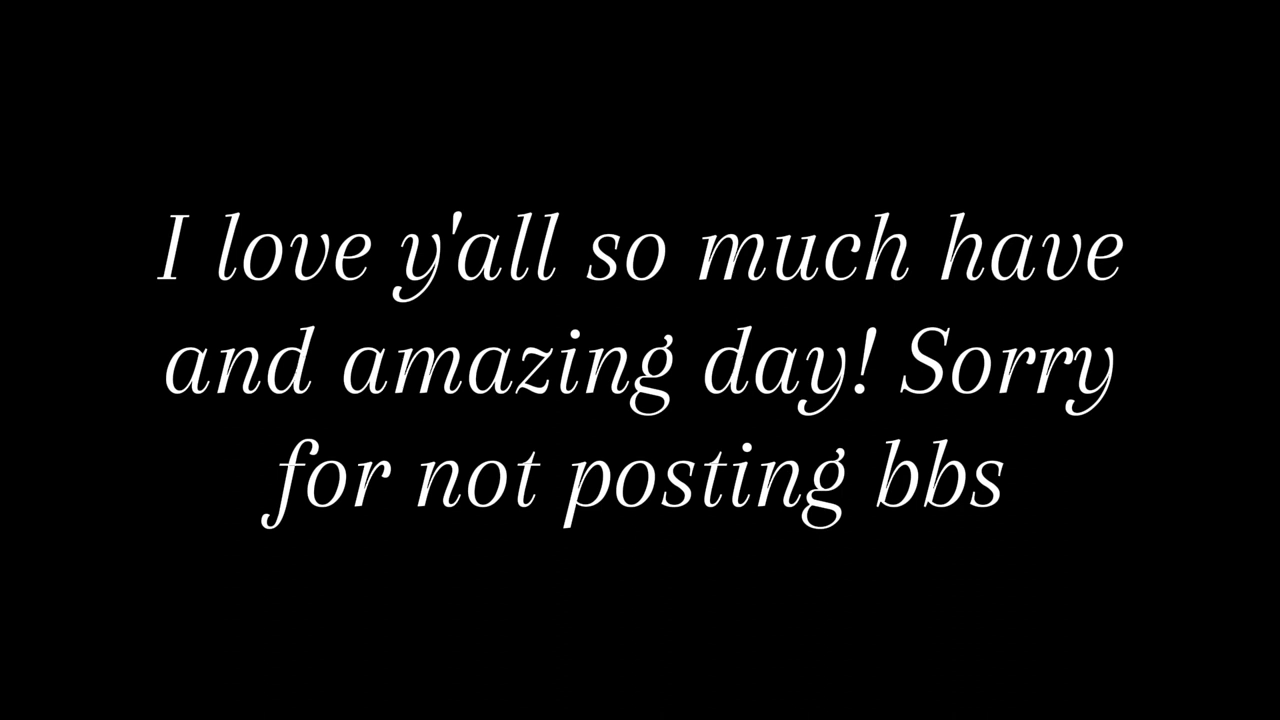 I love y'all so much have
and amazing day! Sorry
for not posting bbs